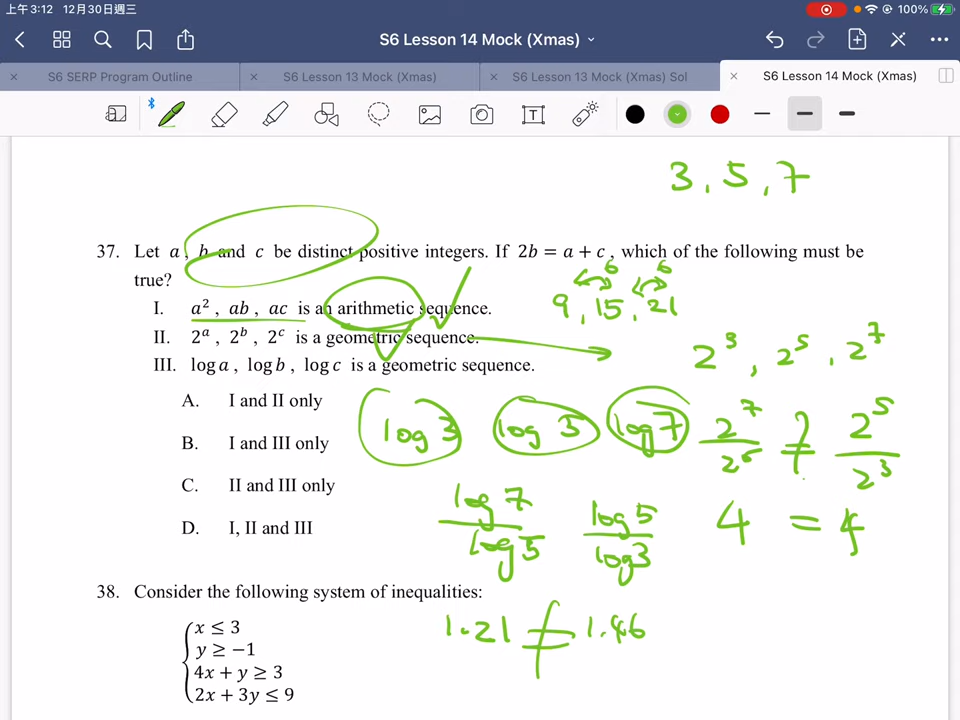 上午3:12 12月30日週三
100%
S6 Lesson 14 Mock (Xmas)
S6 SERP Program Outline
S6 Lesson 13 Mock (Xmas)
S6 Lesson 13 Mock (Xmas) Sol
S6 Lesson 14 Mock (Xmas)
3, 5, 7
37. Let a, b and c be distinct positive integers. If 2b = a + c, which of the following must be
true?
6 6
I. a², ab, ac is an arithmetic sequence.
9, 15, 21
II. 2ᵃ, 2ᵇ, 2ᶜ is a geometric sequence.
2³, 2⁵, 2⁷
III. log a, log b, log c is a geometric sequence.
A. I and II only
log 3 log 5 log 7
2⁷/2⁵ ≟ 2⁵/2³
B. I and III only
C. II and III only
log 7/log 5 log 5/log 3
4 = 4
D. I, II and III
38. Consider the following system of inequalities:
1.21 ≠ 1.46
x ≤ 3
y ≥ −1
4x + y ≥ 3
2x + 3y ≤ 9